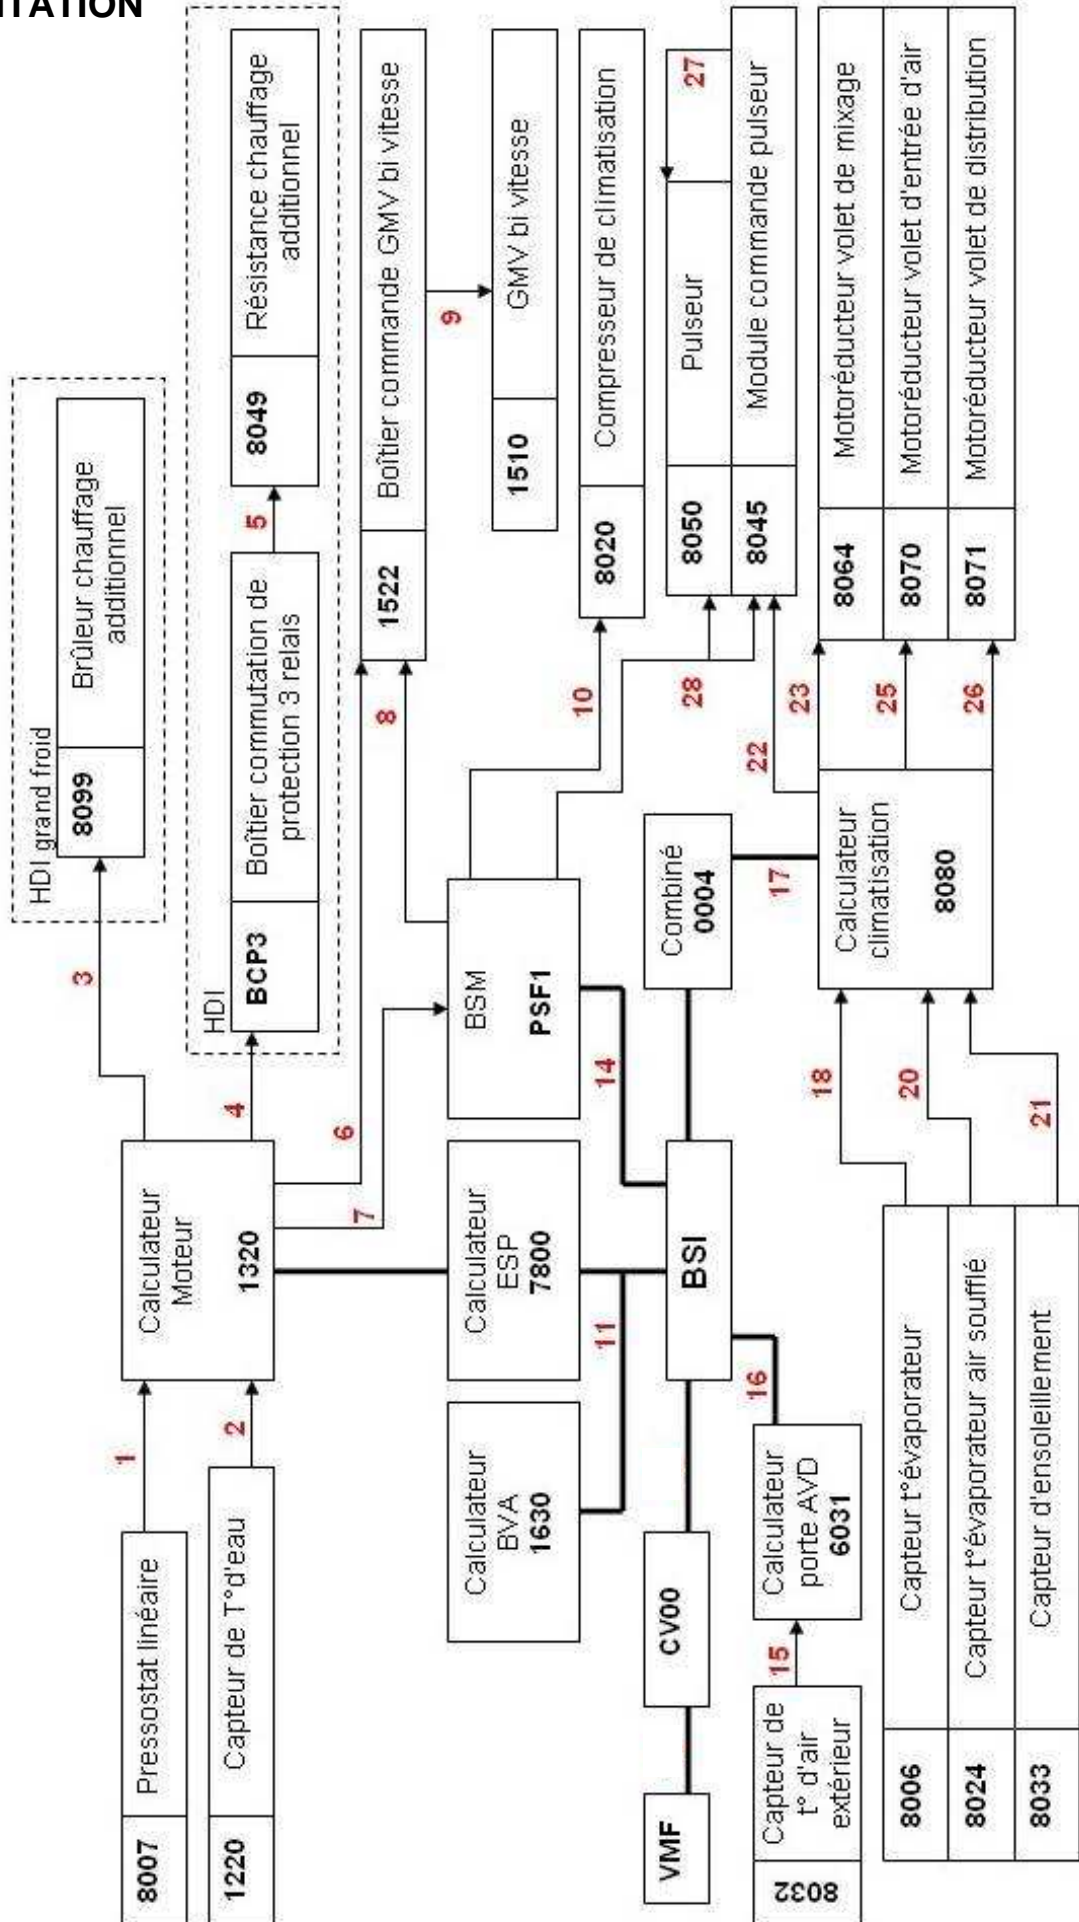 ITATION
HDI grand froid
8099
Brûleur chauffage
additionnel
3
HDI
BCP3
Boîtier commutation de
protection 3 relais
5
8049
Résistance chauffage
additionnel
8007
Pressostat linéaire
1
1220
Capteur de T°d'eau
2
Calculateur
Moteur
1320
4
6
7
8
1522
Boîtier commande GMV bi vitesse
9
1510
GMV bi vitesse
Calculateur
BVA
1630
11
Calculateur
ESP
7800
BSM
PSF1
14
10
8020
Compresseur de climatisation
VMF
CV00
BSI
Combiné
0004
28
8050
Pulseur
27
8045
Module commande pulseur
8032
Capteur de
t° d'air
extérieur
15
Calculateur
porte AVD
6031
16
17
22
23
8006
Capteur t°évaporateur
8024
Capteur t°évaporateur air soufflé
8033
Capteur d'ensoleillement
18
20
21
Calculateur
climatisation
8080
25
26
8064
Motoréducteur volet de mixage
8070
Motoréducteur volet d'entrée d'air
8071
Motoréducteur volet de distribution